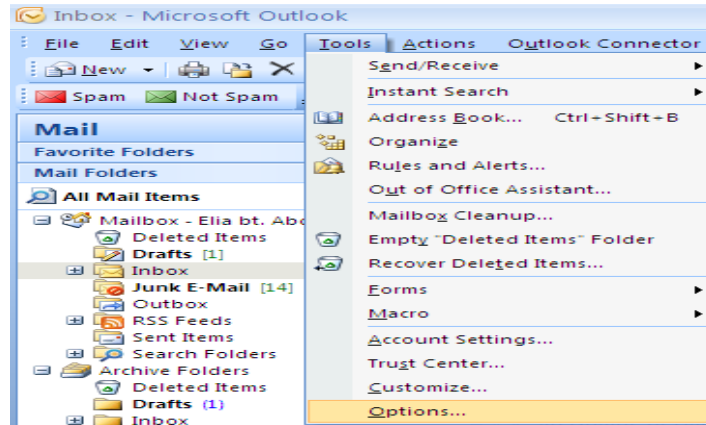 Inbox - Microsoft Outlook
File Edit View Go Tools Actions Outlook Connector
New
Spam Not Spam
Mail
Favorite Folders
Mail Folders
All Mail Items
Mailbox - Elia bt.
Deleted Items
Drafts [1]
Inbox
Junk E-Mail [14]
Outbox
RSS Feeds
Sent Items
Search Folders
Archive Folders
Deleted Items
Drafts (1)
Inbox
Send/Receive
Instant Search
Address Book... Ctrl+Shift+B
Organize
Rules and Alerts...
Out of Office Assistant...
Mailbox Cleanup...
Empty "Deleted Items" Folder
Recover Deleted Items...
Forms
Macro
Account Settings...
Trust Center...
Customize...
Options...